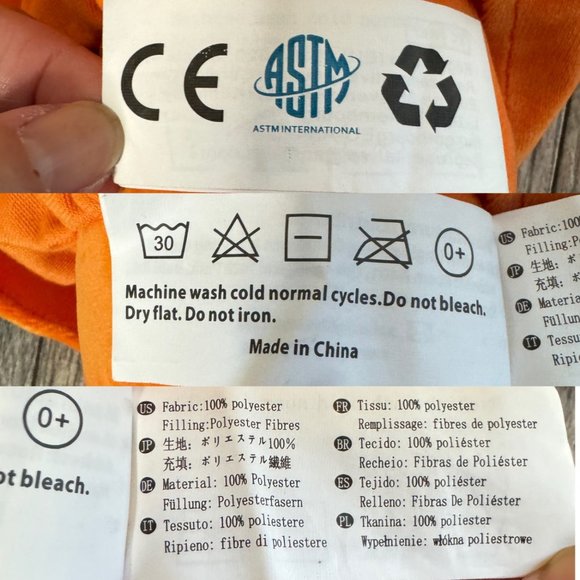 CE
ASTM
ASTM INTERNATIONAL
30
0+
Machine wash cold normal cycles.Do not bleach.
Dry flat. Do not iron.
Made in China
US Fabric:100
Filling:Po
JP 生地: ポリ
充填: ポ
DE Materia
Füllun
IT Tessu
Ripie
0+
ot bleach.
US Fabric:100% polyester
Filling:Polyester Fibres
JP 生地: ポリエステル100%
充填: ポリエステル繊維
DE Material: 100% Polyester
Füllung: Polyesterfasern
IT Tessuto: 100% poliestere
Ripieno: fibre di poliestere
FR Tissu: 100% polyester
Remplissage: fibres de polyester
BR Tecido: 100% poliéster
Recheio: Fibras de Poliéster
ES Tejido: 100% poliéster
Relleno: Fibras De Poliéster
PL Tkanina: 100% poliester
Wypełnienie: włókna poliestrowe